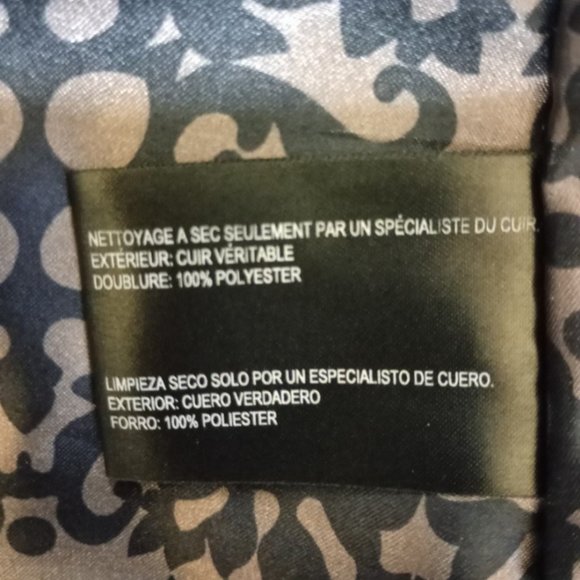 NETTOYAGE A SEC SEULEMENT PAR UN SPÉCIALISTE DU CUIR.
EXTÉRIEUR: CUIR VÉRITABLE
DOUBLURE: 100% POLYESTER
LIMPIEZA SECO SOLO POR UN ESPECIALISTO DE CUERO.
EXTERIOR: CUERO VERDADERO
FORRO: 100% POLIESTER